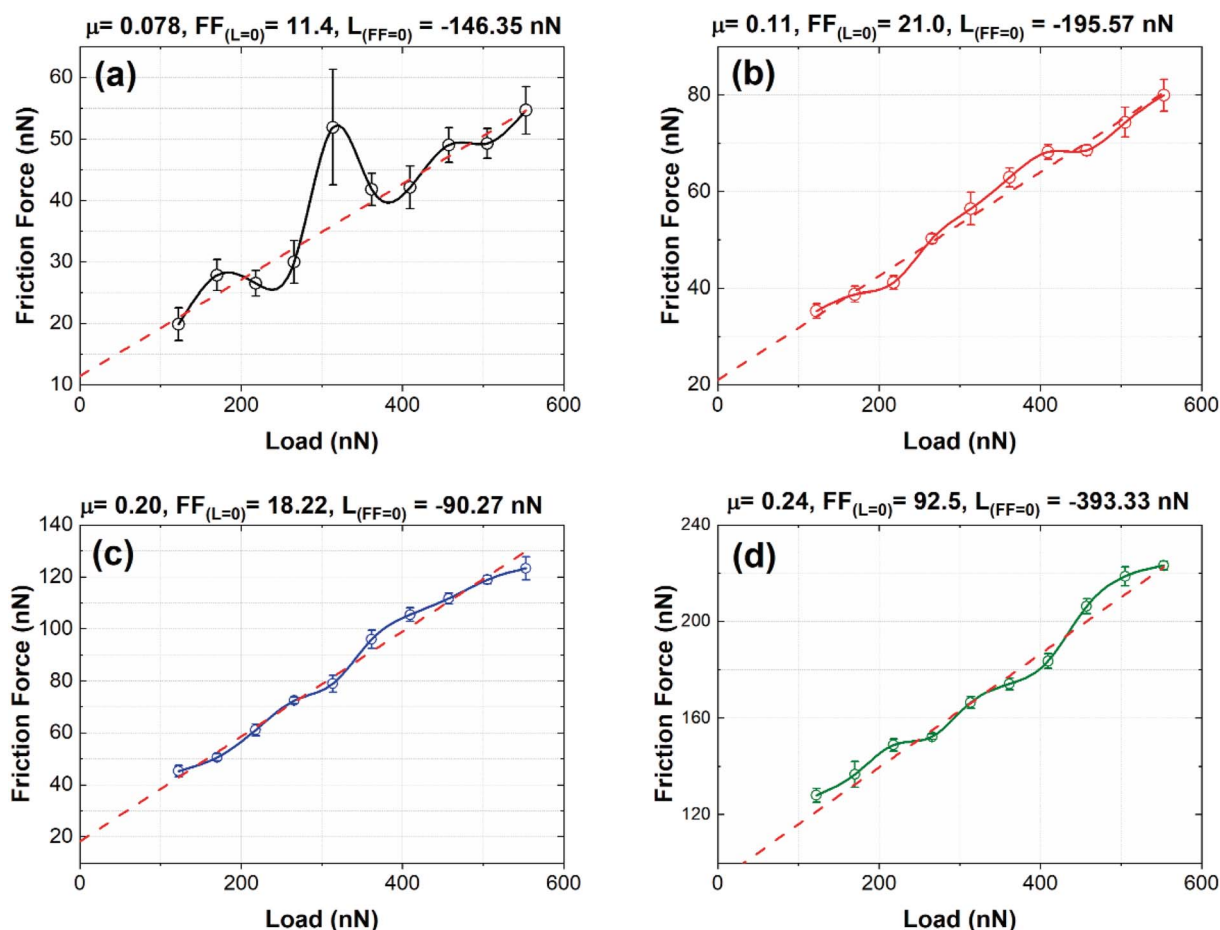 μ= 0.078, FF(L=0)= 11.4, L(FF=0) = -146.35 nN
(a)
Friction Force (nN)
60
50
40
30
20
10
0
200
400
600
Load (nN)
μ= 0.11, FF(L=0)= 21.0, L(FF=0) = -195.57 nN
(b)
Friction Force (nN)
80
60
40
20
0
200
400
600
Load (nN)
μ= 0.20, FF(L=0)= 18.22, L(FF=0) = -90.27 nN
(c)
Friction Force (nN)
140
120
100
80
60
40
20
0
200
400
600
Load (nN)
μ= 0.24, FF(L=0)= 92.5, L(FF=0) = -393.33 nN
(d)
Friction Force (nN)
240
200
160
120
0
200
400
600
Load (nN)